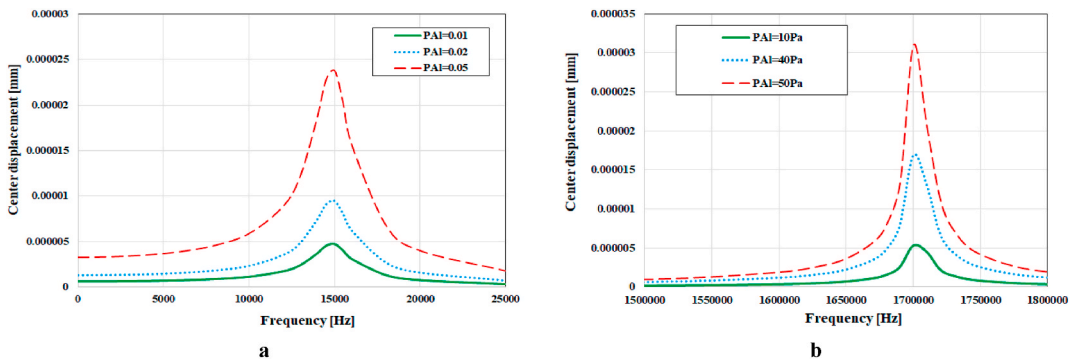 0.00003
0.000025
0.00002
0.000015
0.00001
0.000005
0
Center displacement [mm]
PAl=0.01
PAl=0.02
PAl=0.05
0 5000 10000 15000 20000 25000
Frequency [Hz]
a
0.000035
0.00003
0.000025
0.00002
0.000015
0.00001
0.000005
0
Center displacement [mm]
PAl=10Pa
PAl=40Pa
PAl=50Pa
1500000 1550000 1600000 1650000 1700000 1750000 1800000
Frequency [Hz]
b